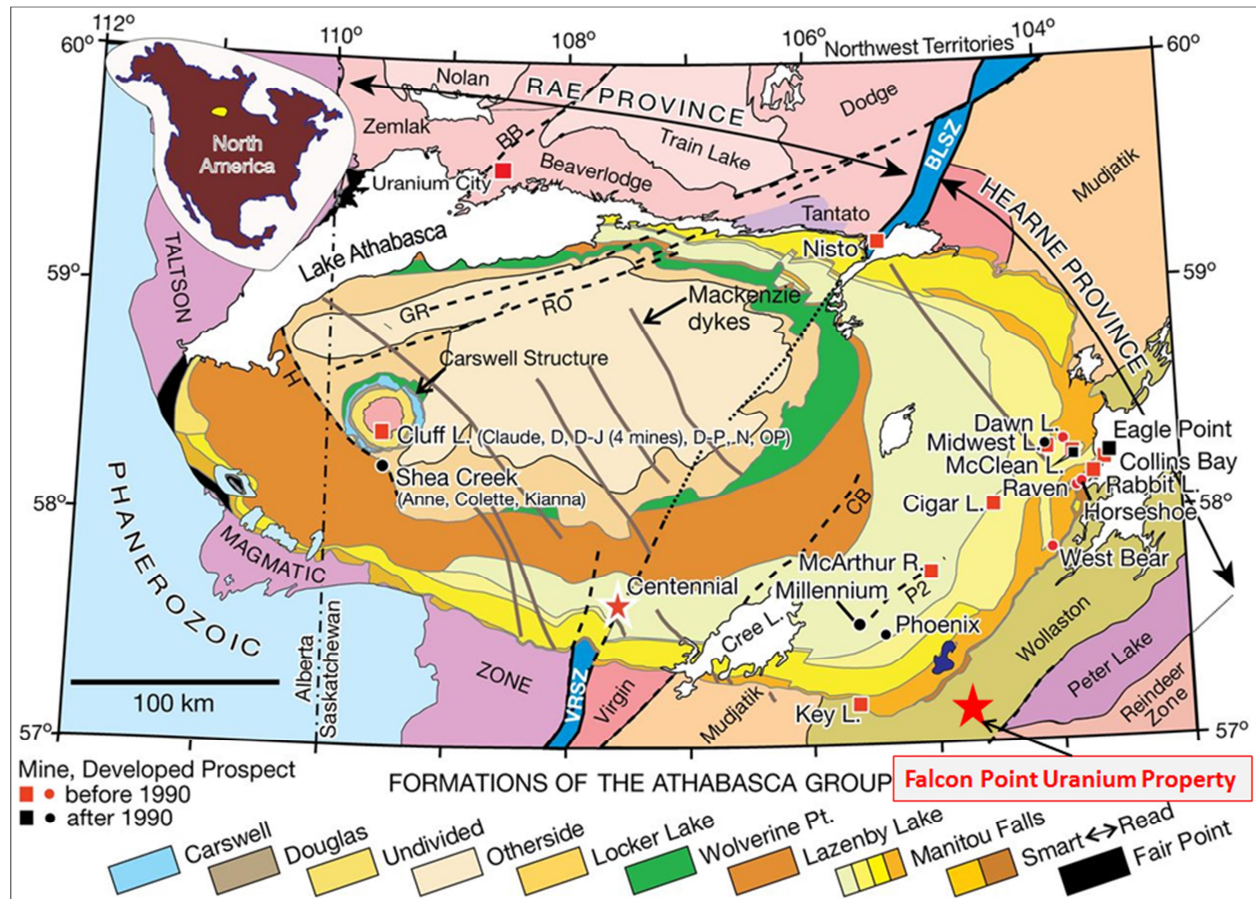 112°
110°
108°
106°
104°
60°
Northwest Territories
60°
Nolan
RAE PROVINCE
Dodge
Zemlak
BB
Train Lake
BLSZ
North
America
Beaverlodge
Mudjatik
Uranium City
Tantato
HEARNE PROVINCE
TALTSON
Lake Athabasca
Nisto
59°
59°
GR
RO
Mackenzie
dykes
H
Carswell Structure
Cluff L. (Claude, D, D-J (4 mines), D-P, N, OP)
Shea Creek
(Anne, Colette, Kianna)
Dawn L.
Midwest L.
McClean L.
Raven
Eagle Point
Collins Bay
Rabbit L.
58°
58°
Horseshoe
Cigar L.
CB
West Bear
PHANEROZOIC
MAGMATIC
McArthur R.
Millennium
P2
Centennial
Phoenix
Cree L.
Wollaston
Peter Lake
ZONE
Reindeer
Zone
100 km
Alberta
Saskatchewan
VRSZ
Virgin
Mudjatik
Key L.
57°
57°
Mine, Developed Prospect
before 1990
after 1990
FORMATIONS OF THE ATHABASCA GROUP
Falcon Point Uranium Property
Carswell
Douglas
Undivided
Otherside
Locker Lake
Wolverine Pt.
Lazenby Lake
Manitou Falls
Smart↔Read
Fair Point